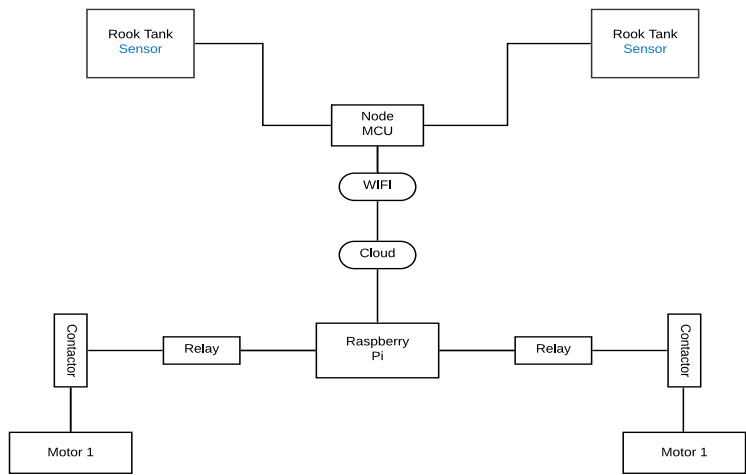 Rook Tank
Sensor
Rook Tank
Sensor
Node
MCU
WIFI
Cloud
Contactor
Relay
Raspberry
Pi
Relay
Contactor
Motor 1
Motor 1